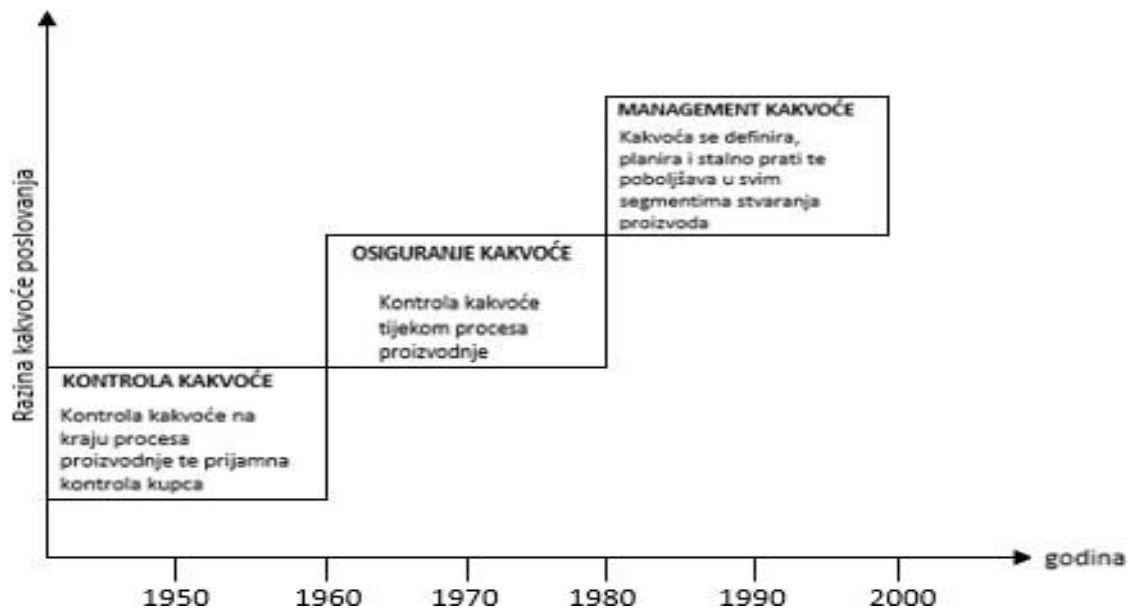 Razina kakvoće poslovanja
MANAGEMENT KAKVOĆE
Kakvoća se definira,
planira i stalno prati te
poboljšava u svim
segmentima stvaranja
proizvoda
OSIGURANJE KAKVOĆE
Kontrola kakvoće
tijekom procesa
proizvodnje
KONTROLA KAKVOĆE
Kontrola kakvoće na
kraju procesa
proizvodnje te prijamna
kontrola kupca
godina
1950 1960 1970 1980 1990 2000